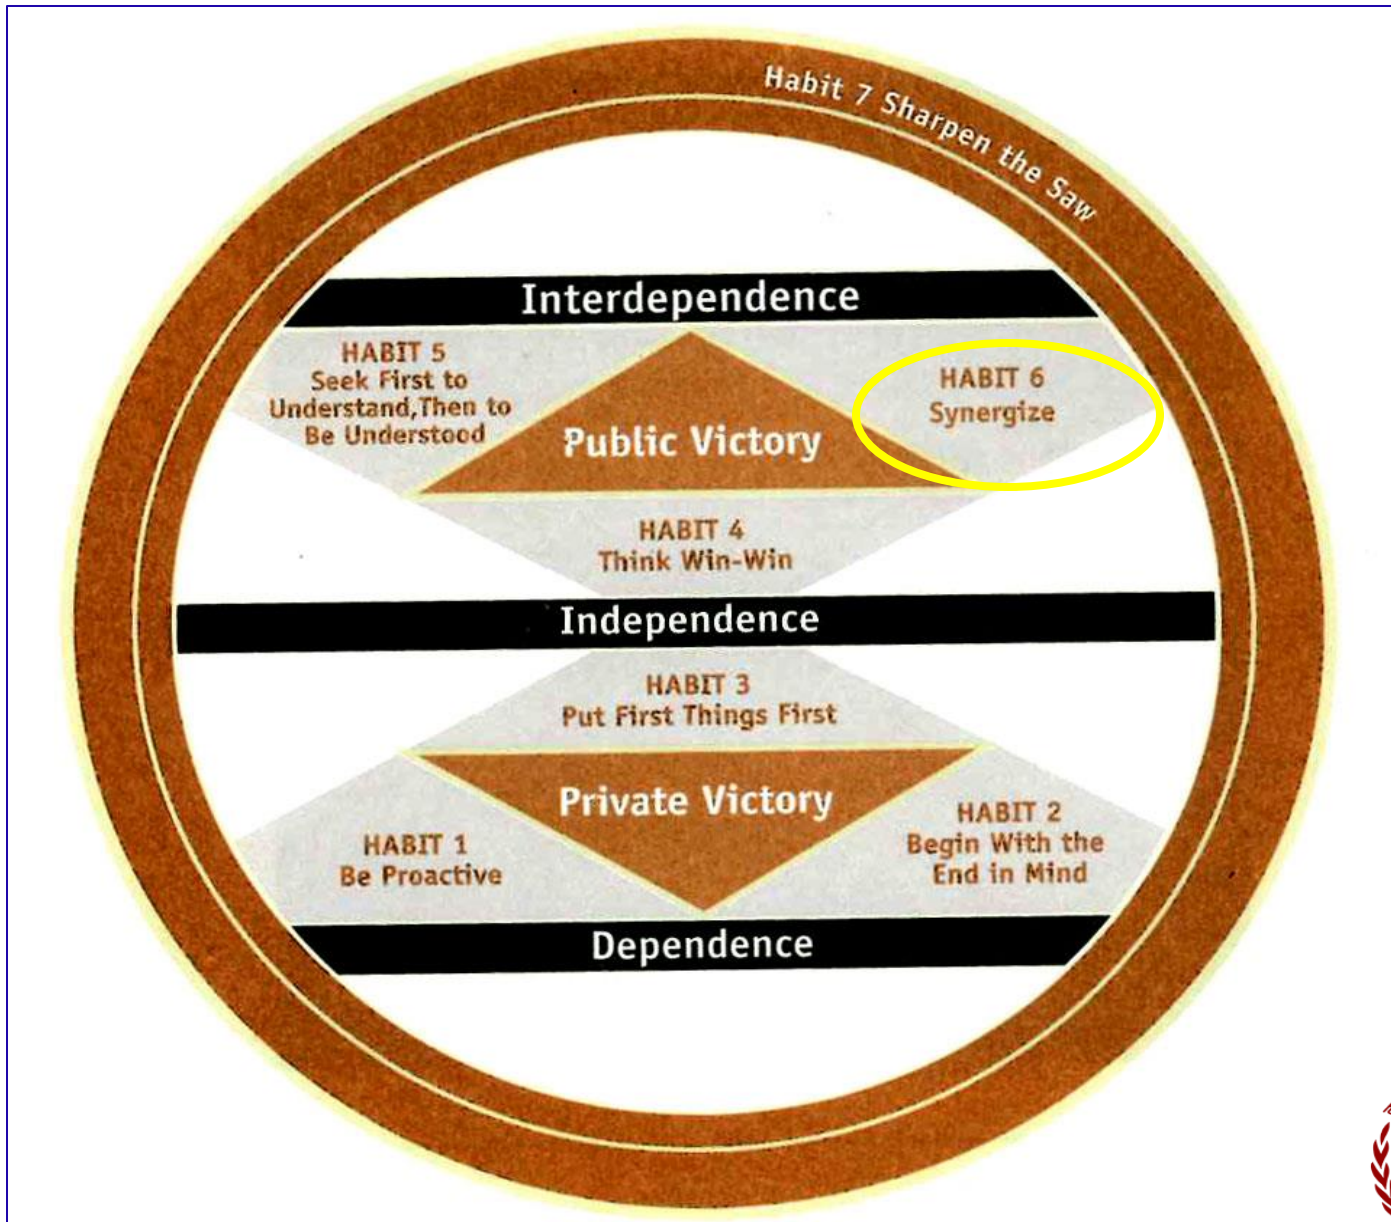 Habit 7 Sharpen the Saw
Interdependence
HABIT 5
Seek First to
Understand,Then to
Be Understood
HABIT 6
Synergize
Public Victory
HABIT 4
Think Win-Win
Independence
HABIT 3
Put First Things First
Private Victory
HABIT 1
Be Proactive
HABIT 2
Begin With the
End in Mind
Dependence